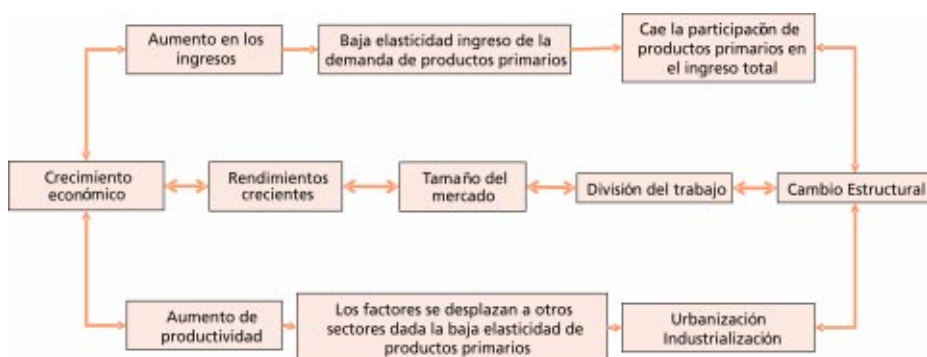 Aumento en los
ingresos
Baja elasticidad ingreso de la
demanda de productos primarios
Cae la participacön de
productos primarios en
el ingreso total
Crecimiento
económico
Rendimientos
crecientes
Tamaño del
mercado
División del trabajo
Cambio Estructural
Aumento de
productividad
Los factores se desplazan a otros
sectores dada la baja elasticidad de
productos primarios
Urbanización
Industrialización